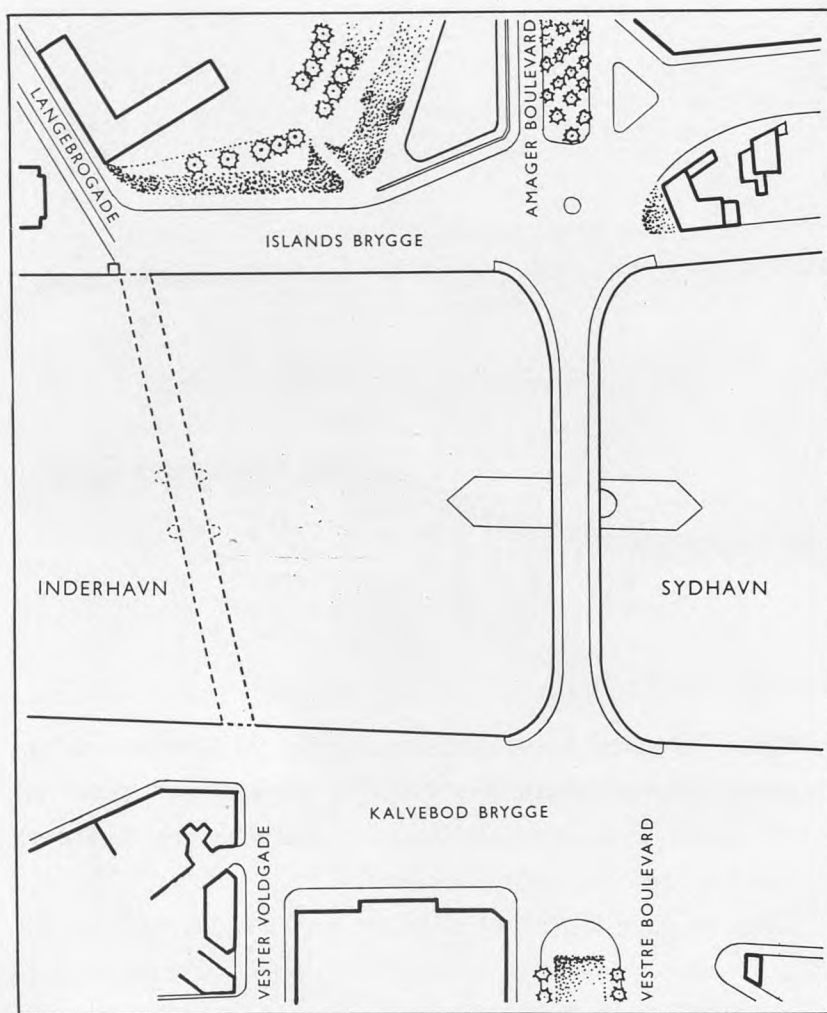 LANGEBROGADE
AMAGER BOULEVARD
ISLANDS BRYGGE
INDERHAVN
SYDHAVN
KALVEBOD BRYGGE
VESTER VOLDGADE
VESTRE BOULEVARD